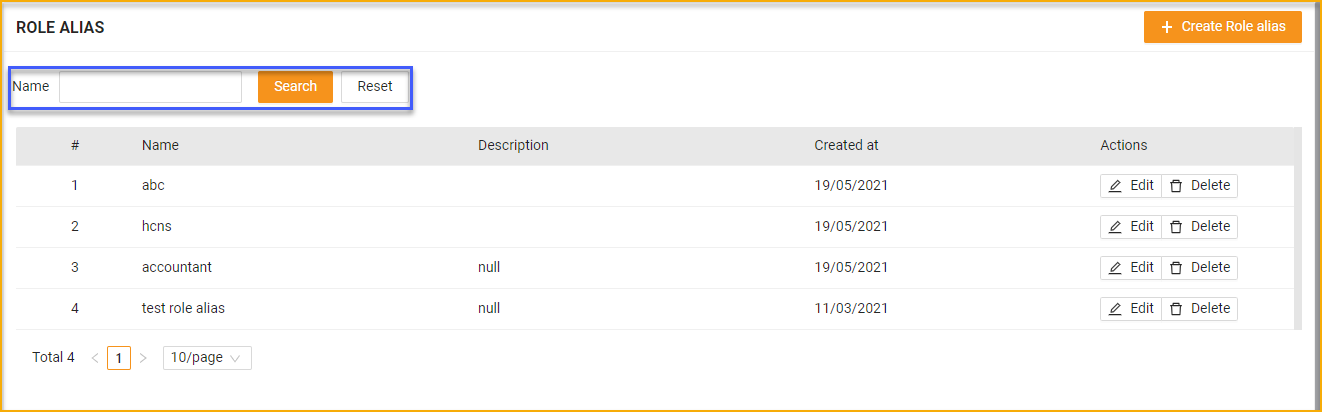 ROLE ALIAS
+ Create Role alias
Name Search Reset
# Name Description Created at Actions
1 abc 19/05/2021 Edit Delete
2 hcns 19/05/2021 Edit Delete
3 accountant null 19/05/2021 Edit Delete
4 test role alias null 11/03/2021 Edit Delete
Total 4 < 1 > 10/page